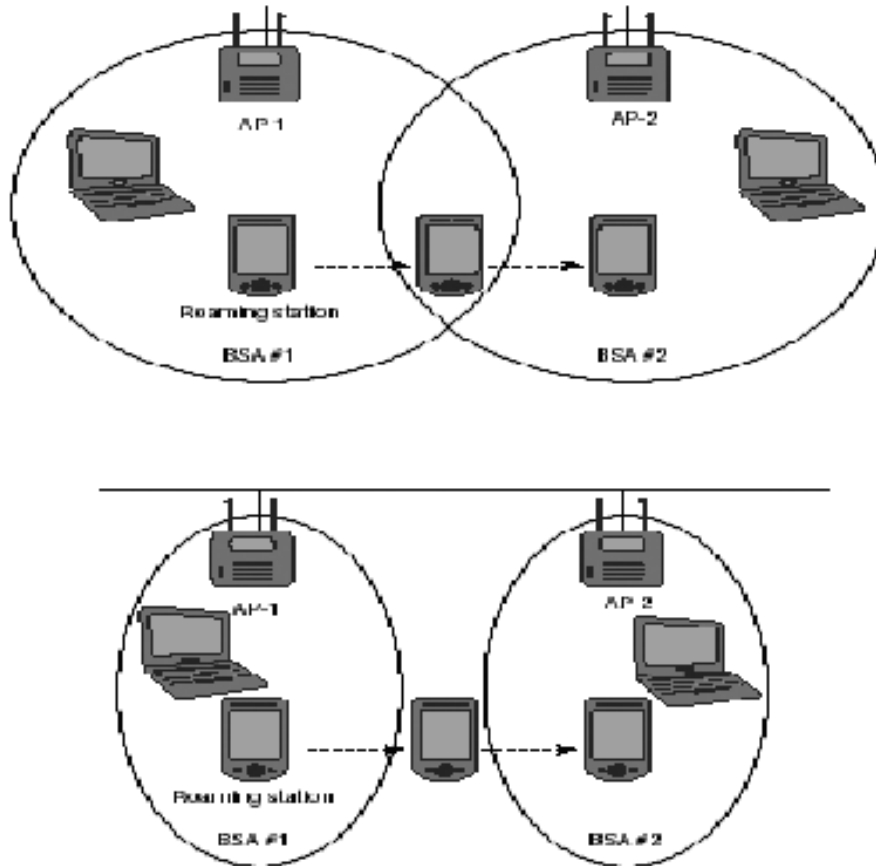 AP-1
AP-2
Roaming station
BSA #1
BSA #2
AP-1
AP-2
Roaming station
BSA #1
BSA #2